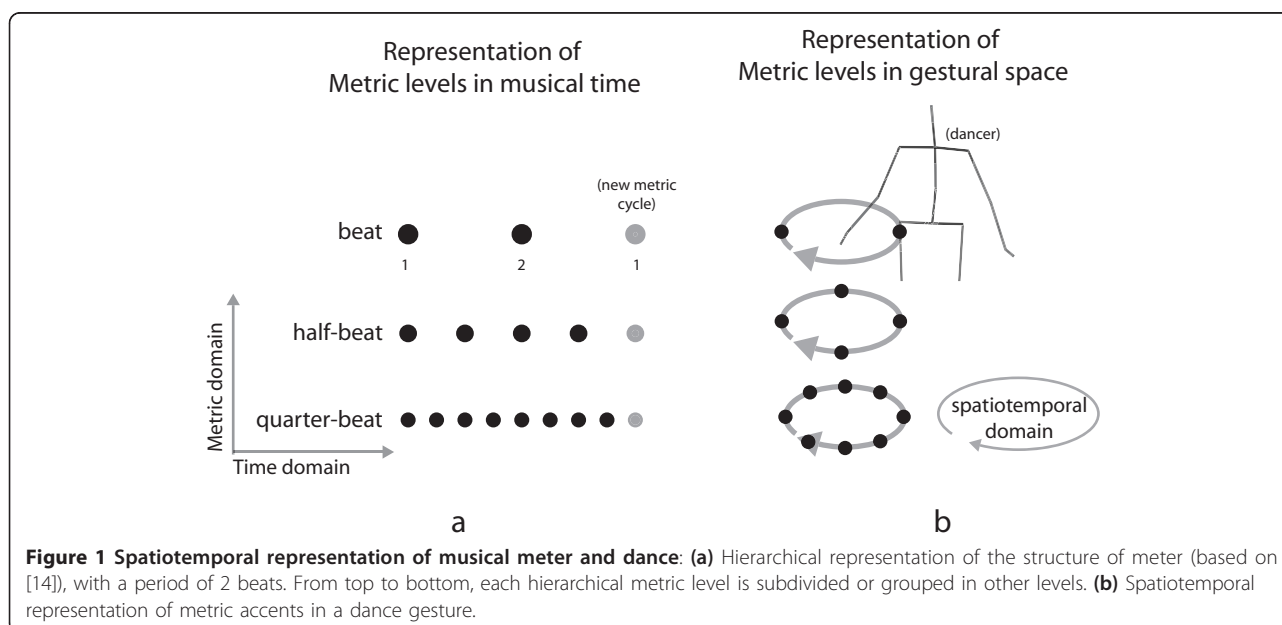 Representation of
Metric levels in musical time
Representation of
Metric levels in gestural space
(dancer)
(new metric
cycle)
beat
1
2
1
half-beat
quarter-beat
Metric domain
Time domain
spatiotemporal
domain
a
b
Figure 1 Spatiotemporal representation of musical meter and dance: (a) Hierarchical representation of the structure of meter (based on
[14]), with a period of 2 beats. From top to bottom, each hierarchical metric level is subdivided or grouped in other levels. (b) Spatiotemporal
representation of metric accents in a dance gesture.